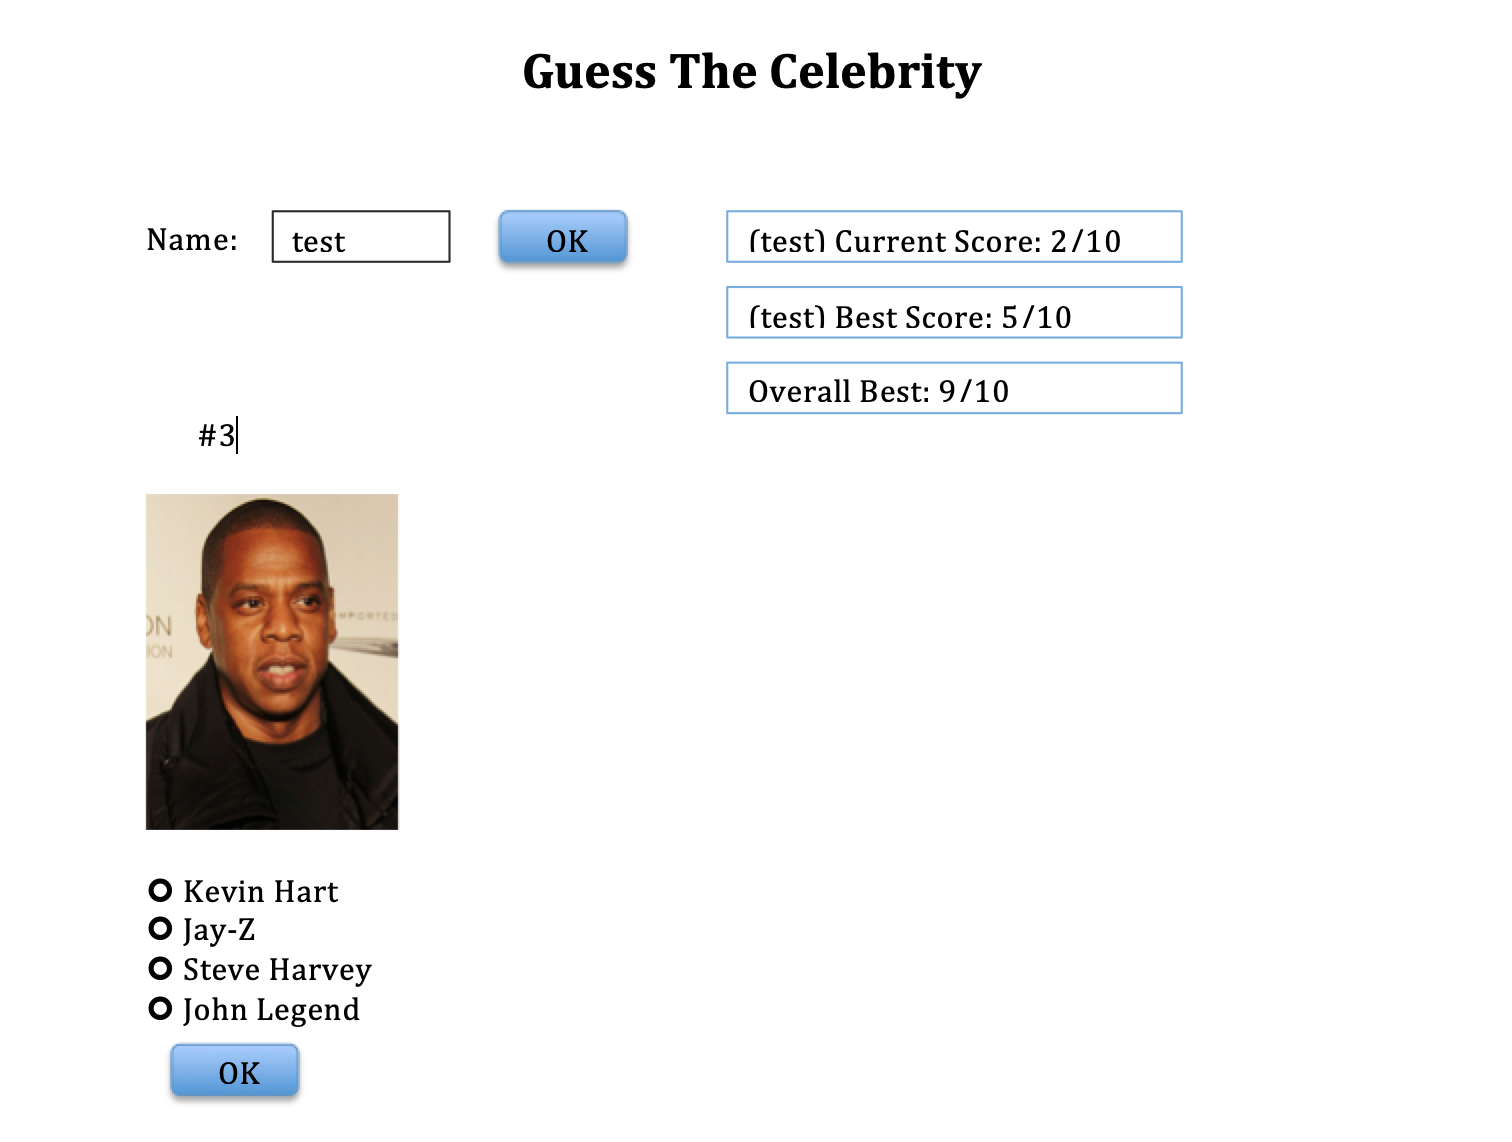 Guess The Celebrity
Name:
test
OK
(test) Current Score: 2/10
(test) Best Score: 5/10
Overall Best: 9/10
#3
ON
ION
IMPORTED
Kevin Hart
Jay-Z
Steve Harvey
John Legend
OK